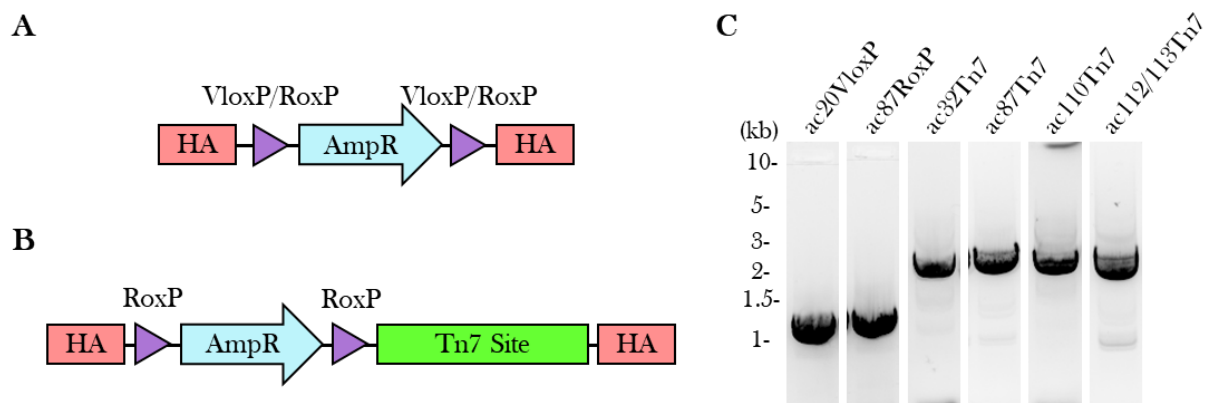 A
VloxP/RoxP VloxP/RoxP
HA AmpR HA
B
RoxP RoxP
HA AmpR Tn7 Site HA
C
ac20VloxP ac87RoxP ac32Tn7 ac87Tn7 ac110Tn7 ac112/113Tn7
(kb)
10-
5-
3-
2-
1.5-
1-